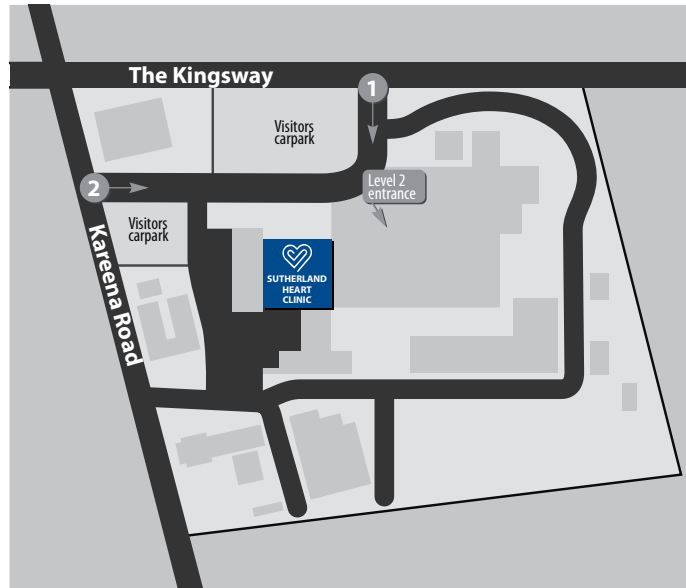 The Kingsway
1
Visitors
carpark
2
Level 2
entrance
Visitors
carpark
SUTHERLAND
HEART
CLINIC
Kareena Road